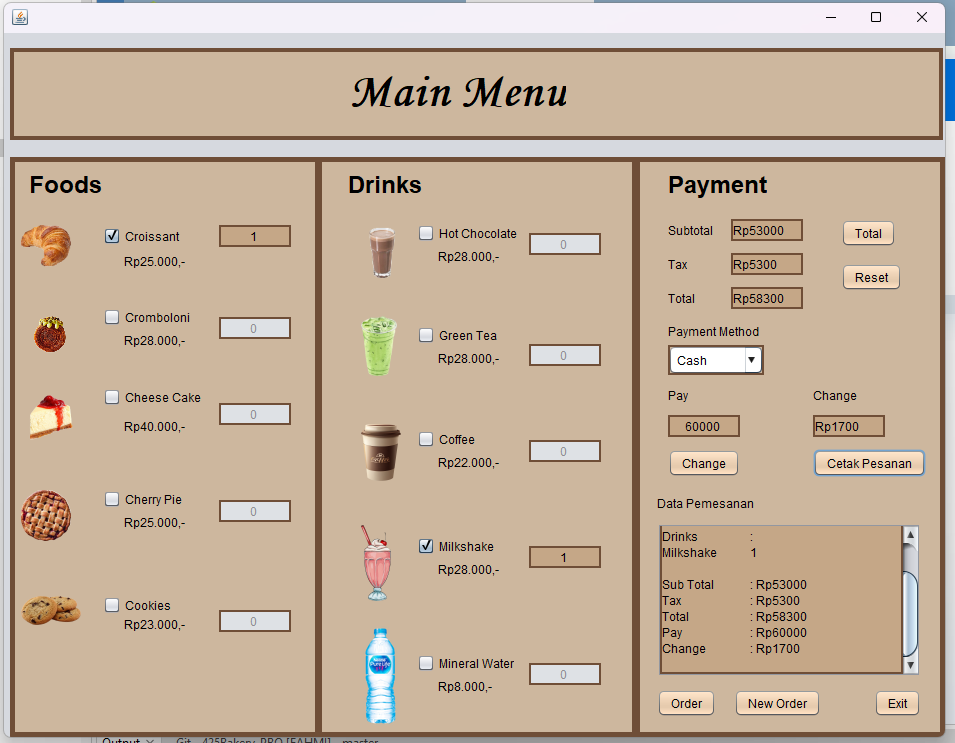 Main Menu
Foods
Croissant
1
Rp25.000,-
Cromboloni
0
Rp28.000,-
Cheese Cake
0
Rp40.000,-
Cherry Pie
0
Rp25.000,-
Cookies
0
Rp23.000,-
Drinks
Hot Chocolate
0
Rp28.000,-
Green Tea
0
Rp28.000,-
Coffee
0
Rp22.000,-
Milkshake
1
Rp28.000,-
Mineral Water
0
Rp8.000,-
Pure Life
Payment
Subtotal Rp53000 Total
Tax Rp5300 Reset
Total Rp58300
Payment Method
Cash
Pay Change
60000 Rp1700
Change Cetak Pesanan
Data Pemesanan
Drinks :
Milkshake 1
Sub Total : Rp53000
Tax : Rp5300
Total : Rp58300
Pay : Rp60000
Change : Rp1700
Order New Order Exit